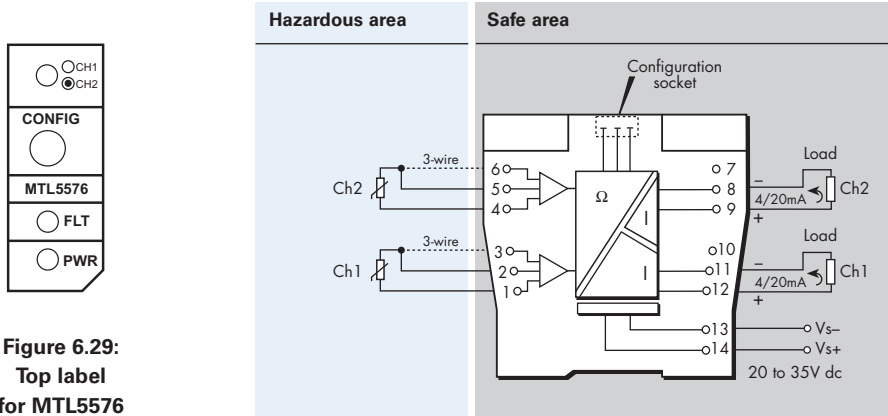 CH1
CH2
CONFIG
MTL5576
FLT
PWR
Figure 6.29:
Top label
for MTL5576
Hazardous area
Safe area
Configuration
socket
3-wire
Ch2
6
5
4
3-wire
Ch1
3
2
1
Ω
I
I
7
8
9
10
11
12
13
14
Load
–
4/20mA
+
Ch2
Load
–
4/20mA
+
Ch1
Vs–
Vs+
20 to 35V dc